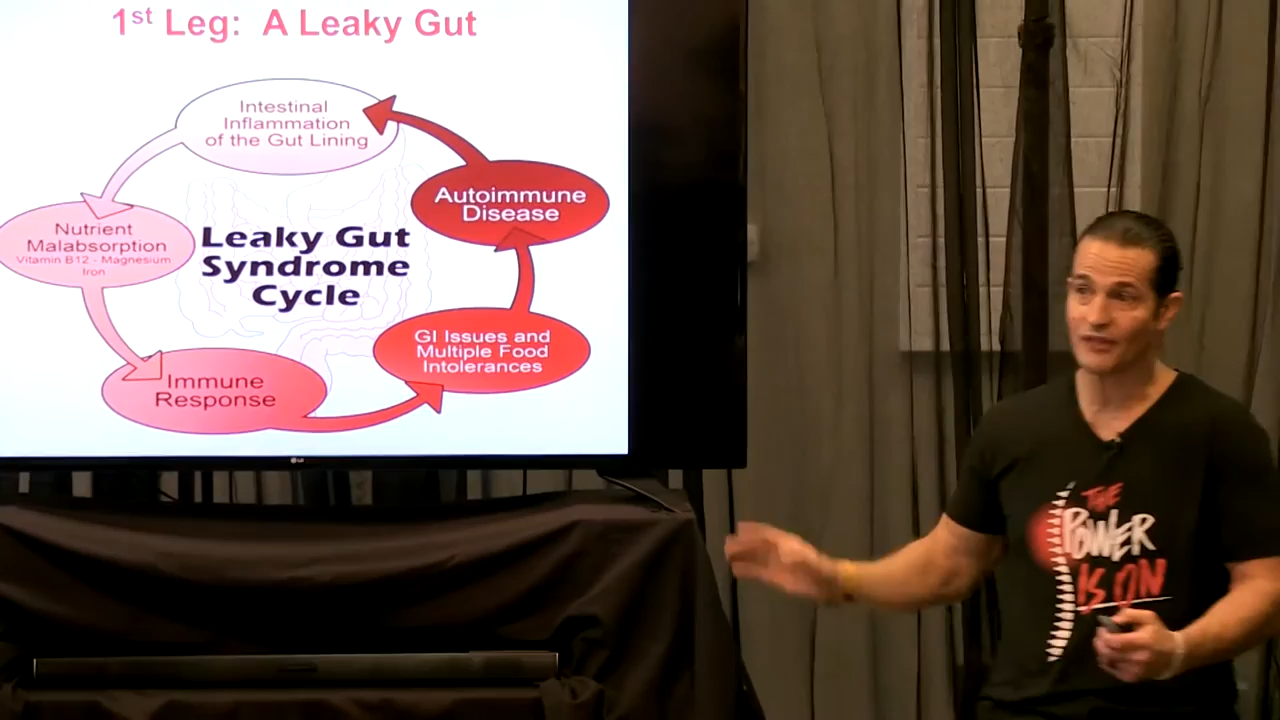 1st Leg: A Leaky Gut
Intestinal
Inflammation
of the Gut Lining
Nutrient
Malabsorption
Vitamin B12 - Magnesium
Iron
Leaky Gut
Syndrome
Cycle
Autoimmune
Disease
GI Issues and
Multiple Food
Intolerances
Immune
Response
LG
THE
POWER
IS ON